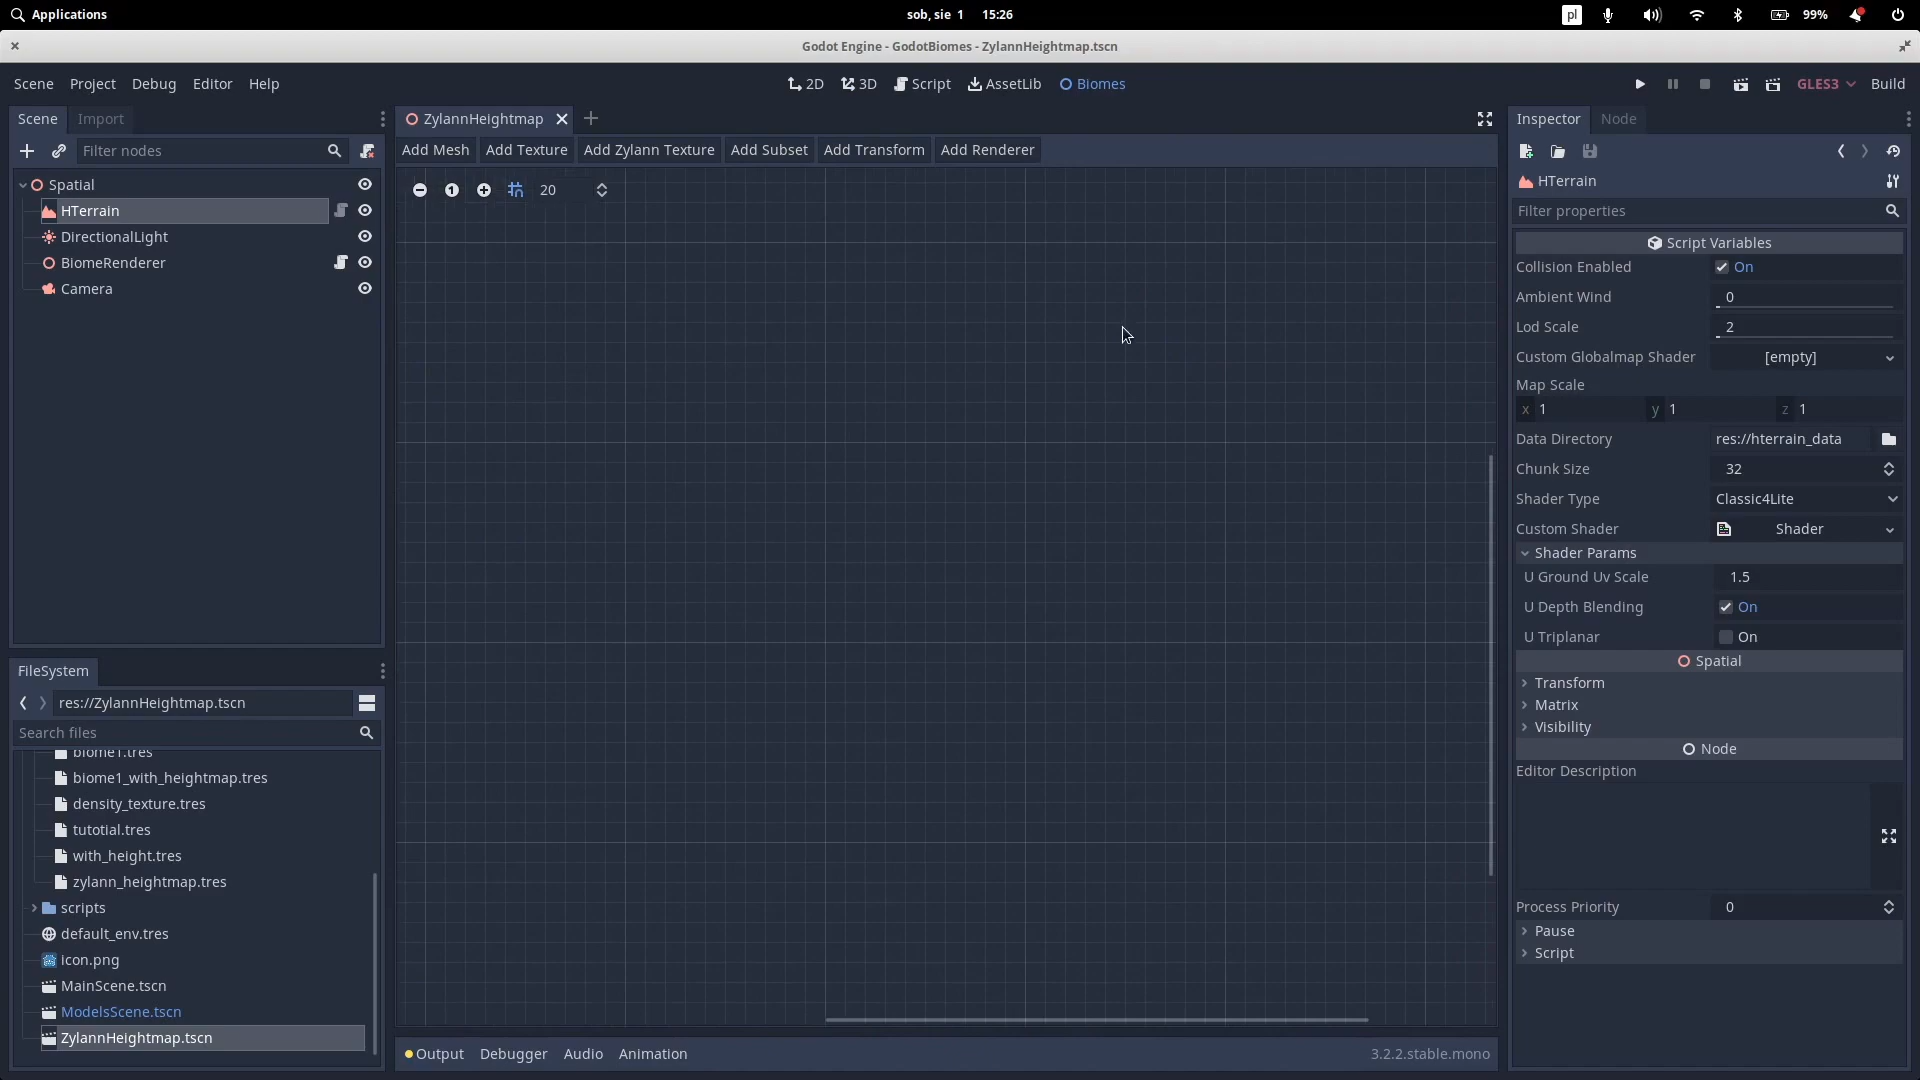 Applications
sob, sie 1 15:26
pl
99%
Godot Engine - GodotBiomes - ZylannHeightmap.tscn
Scene Project Debug Editor Help
2D 3D Script AssetLib Biomes
GLES3 Build
Scene Import
Filter nodes
Spatial
HTerrain
DirectionalLight
BiomeRenderer
Camera
FileSystem
res://ZylannHeightmap.tscn
Search files
biome1.tres
biome1_with_heightmap.tres
density_texture.tres
tutotial.tres
with_height.tres
zylann_heightmap.tres
scripts
default_env.tres
icon.png
MainScene.tscn
ModelsScene.tscn
ZylannHeightmap.tscn
ZylannHeightmap
Add Mesh Add Texture Add Zylann Texture Add Subset Add Transform Add Renderer
1 20
Output Debugger Audio Animation
3.2.2.stable.mono
Inspector Node
HTerrain
Filter properties
Script Variables
Collision Enabled On
Ambient Wind 0
Lod Scale 2
Custom Globalmap Shader [empty]
Map Scale
x 1 y 1 z 1
Data Directory res://hterrain_data
Chunk Size 32
Shader Type Classic4Lite
Custom Shader Shader
Shader Params
U Ground Uv Scale 1.5
U Depth Blending On
U Triplanar On
Spatial
Transform
Matrix
Visibility
Node
Editor Description
Process Priority 0
Pause
Script